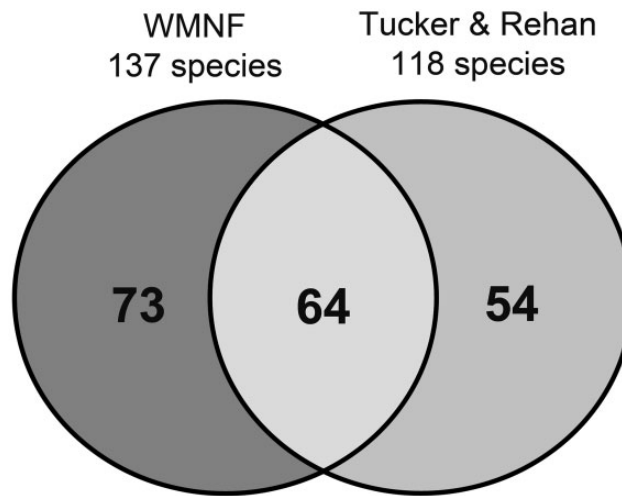 WMNF
137 species
Tucker & Rehan
118 species
73
64
54